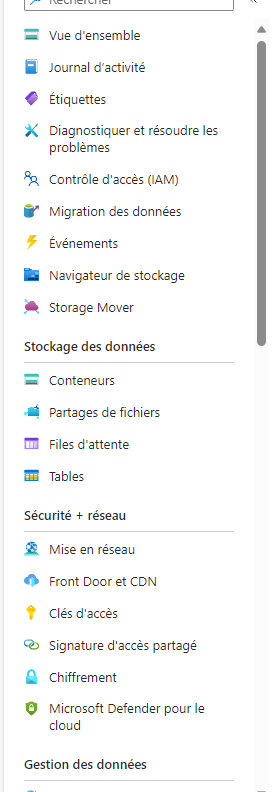 Rechercher
Vue d'ensemble
Journal d'activité
Étiquettes
Diagnostiquer et résoudre les
problèmes
Contrôle d'accès (IAM)
Migration des données
Événements
Navigateur de stockage
Storage Mover
Stockage des données
Conteneurs
Partages de fichiers
Files d'attente
Tables
Sécurité + réseau
Mise en réseau
Front Door et CDN
Clés d'accès
Signature d'accès partagé
Chiffrement
Microsoft Defender pour le
cloud
Gestion des données